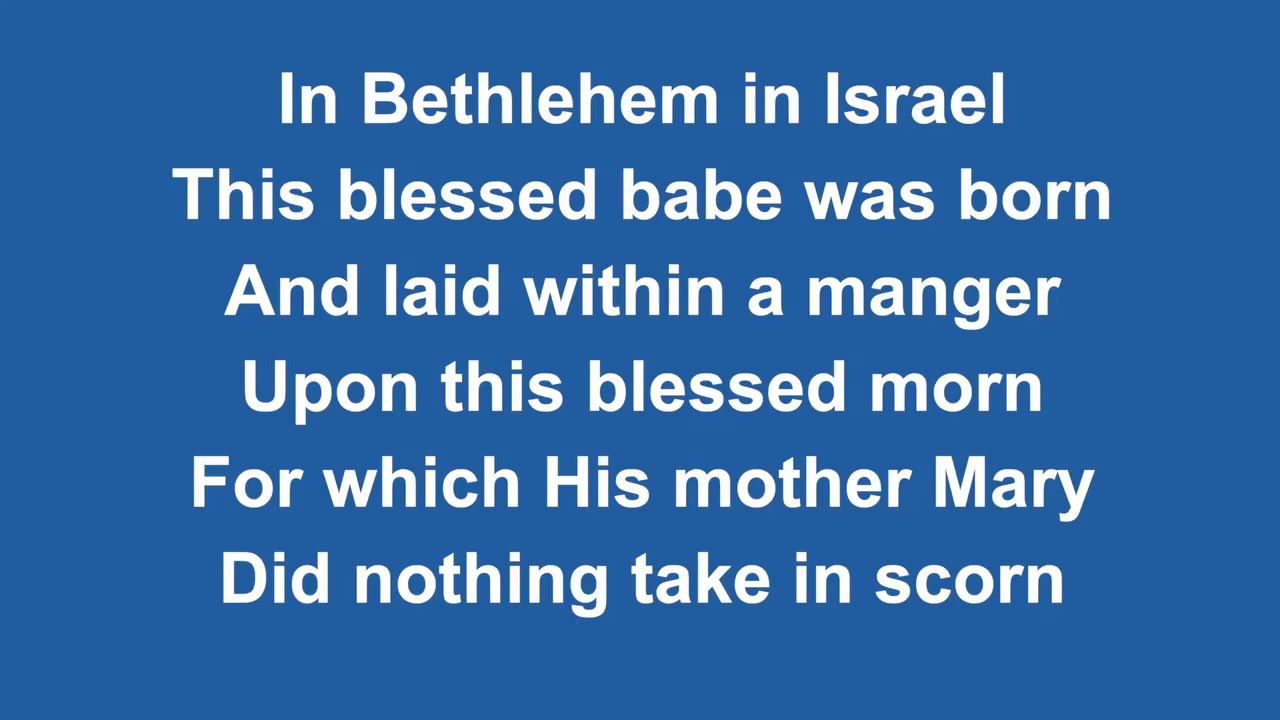 In Bethlehem in Israel
This blessed babe was born
And laid within a manger
Upon this blessed morn
For which His mother Mary
Did nothing take in scorn